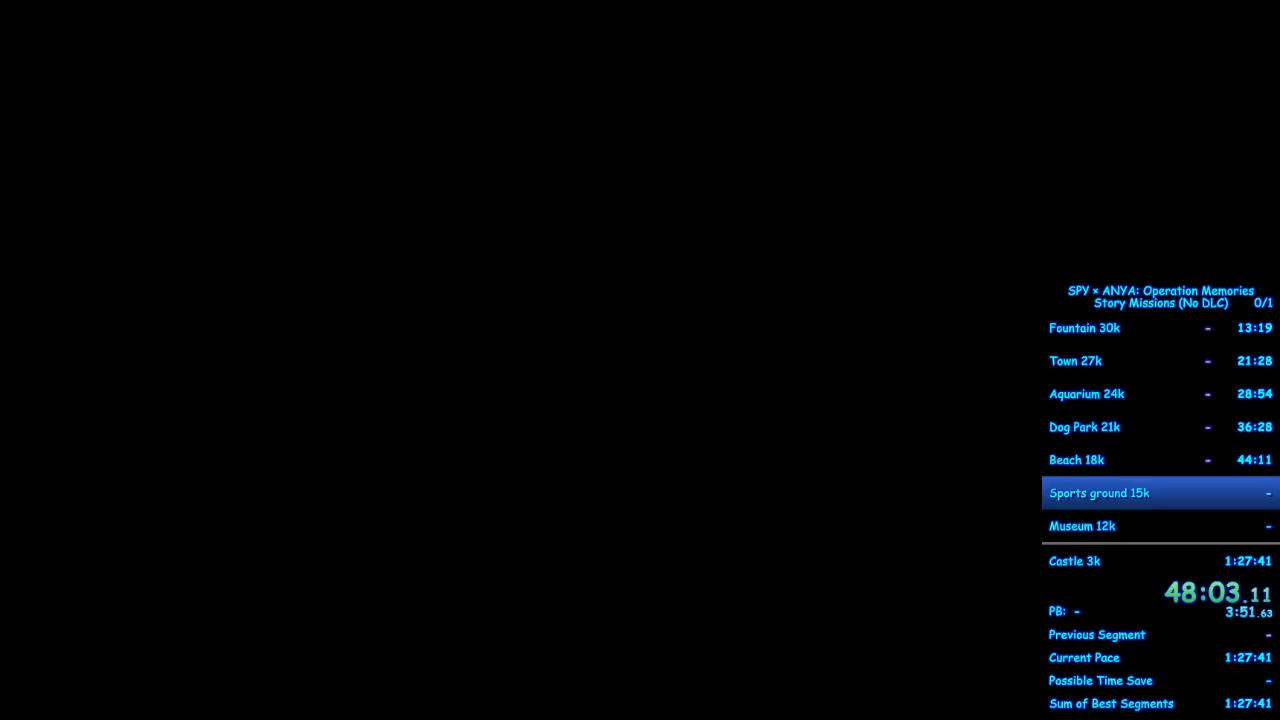 SPY × ANYA: Operation Memories
Story Missions (No DLC) 0/1
Fountain 30k - 13:19
Town 27k - 21:28
Aquarium 24k - 28:54
Dog Park 21k - 36:28
Beach 18k - 44:11
Sports ground 15k -
Museum 12k -
Castle 3k 1:27:41
48:03.11
PB: - 3:51.63
Previous Segment -
Current Pace 1:27:41
Possible Time Save -
Sum of Best Segments 1:27:41